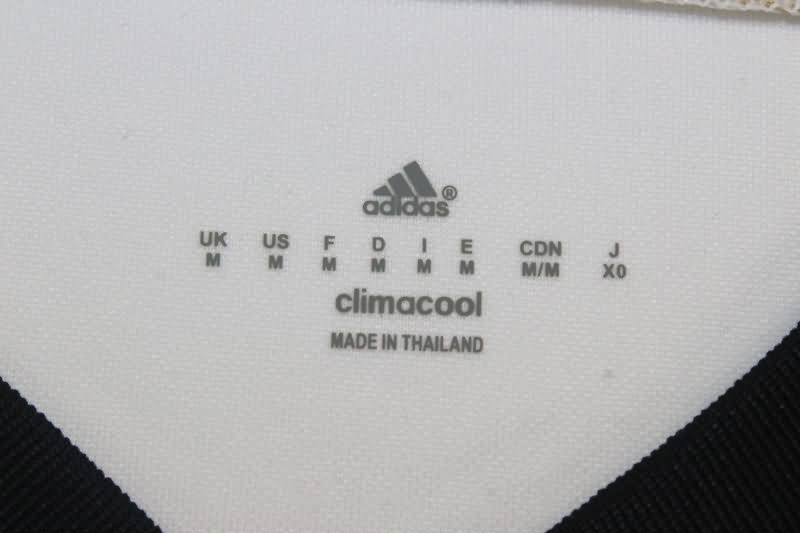 adidas®
UK US F D I E CDN J
M M M M M M M/M X0
climacool
MADE IN THAILAND